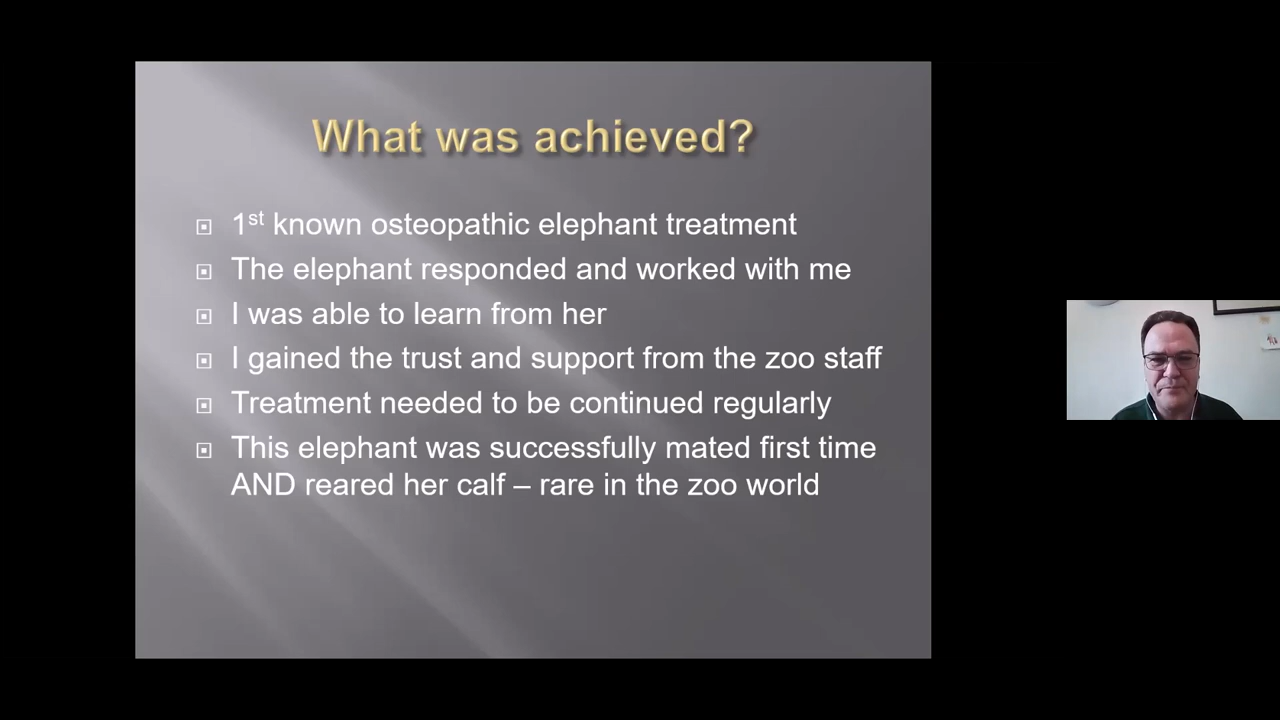 What was achieved?
1st known osteopathic elephant treatment
The elephant responded and worked with me
I was able to learn from her
I gained the trust and support from the zoo staff
Treatment needed to be continued regularly
This elephant was successfully mated first time
AND reared her calf – rare in the zoo world